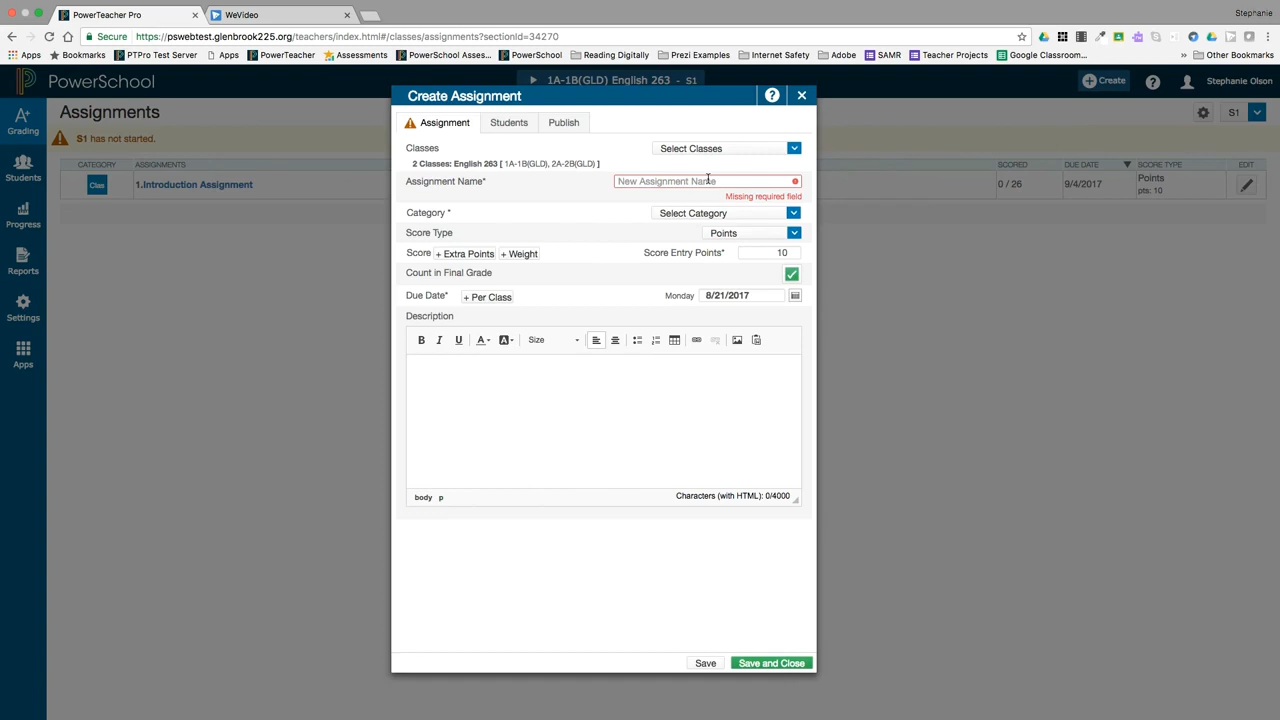 PowerTeacher Pro
WeVideo
Stephanie
Secure https://pswebtest.glenbrook225.org/teachers/index.html#/classes/assignments?sectionId=34270
Apps Bookmarks PTPro Test Server Apps PowerTeacher Assessments PowerSchool Asses... PowerSchool Reading Digitally Prezi Examples Internet Safety Adobe SAMR Teacher Projects Google Classroom... Other Bookmarks
PowerSchool
1A-1B(GLD) English 263 - S1
Create
Stephanie Olson
A+
Grading
Students
Progress
Reports
Settings
Apps
Assignments
S1
S1 has not started.
CATEGORY ASSIGNMENTS SCORED DUE DATE SCORE TYPE EDIT
Class 1.Introduction Assignment 0 / 26 9/4/2017 Points
pts: 10
Create Assignment
Assignment Students Publish
Classes Select Classes
2 Classes: English 263 [ 1A-1B(GLD), 2A-2B(GLD) ]
Assignment Name* New Assignment Name
Missing required field
Category * Select Category
Score Type Points
Score + Extra Points + Weight Score Entry Points* 10
Count in Final Grade
Due Date* + Per Class Monday 8/21/2017
Description
B I U A A Size
body p Characters (with HTML): 0/4000
Save Save and Close